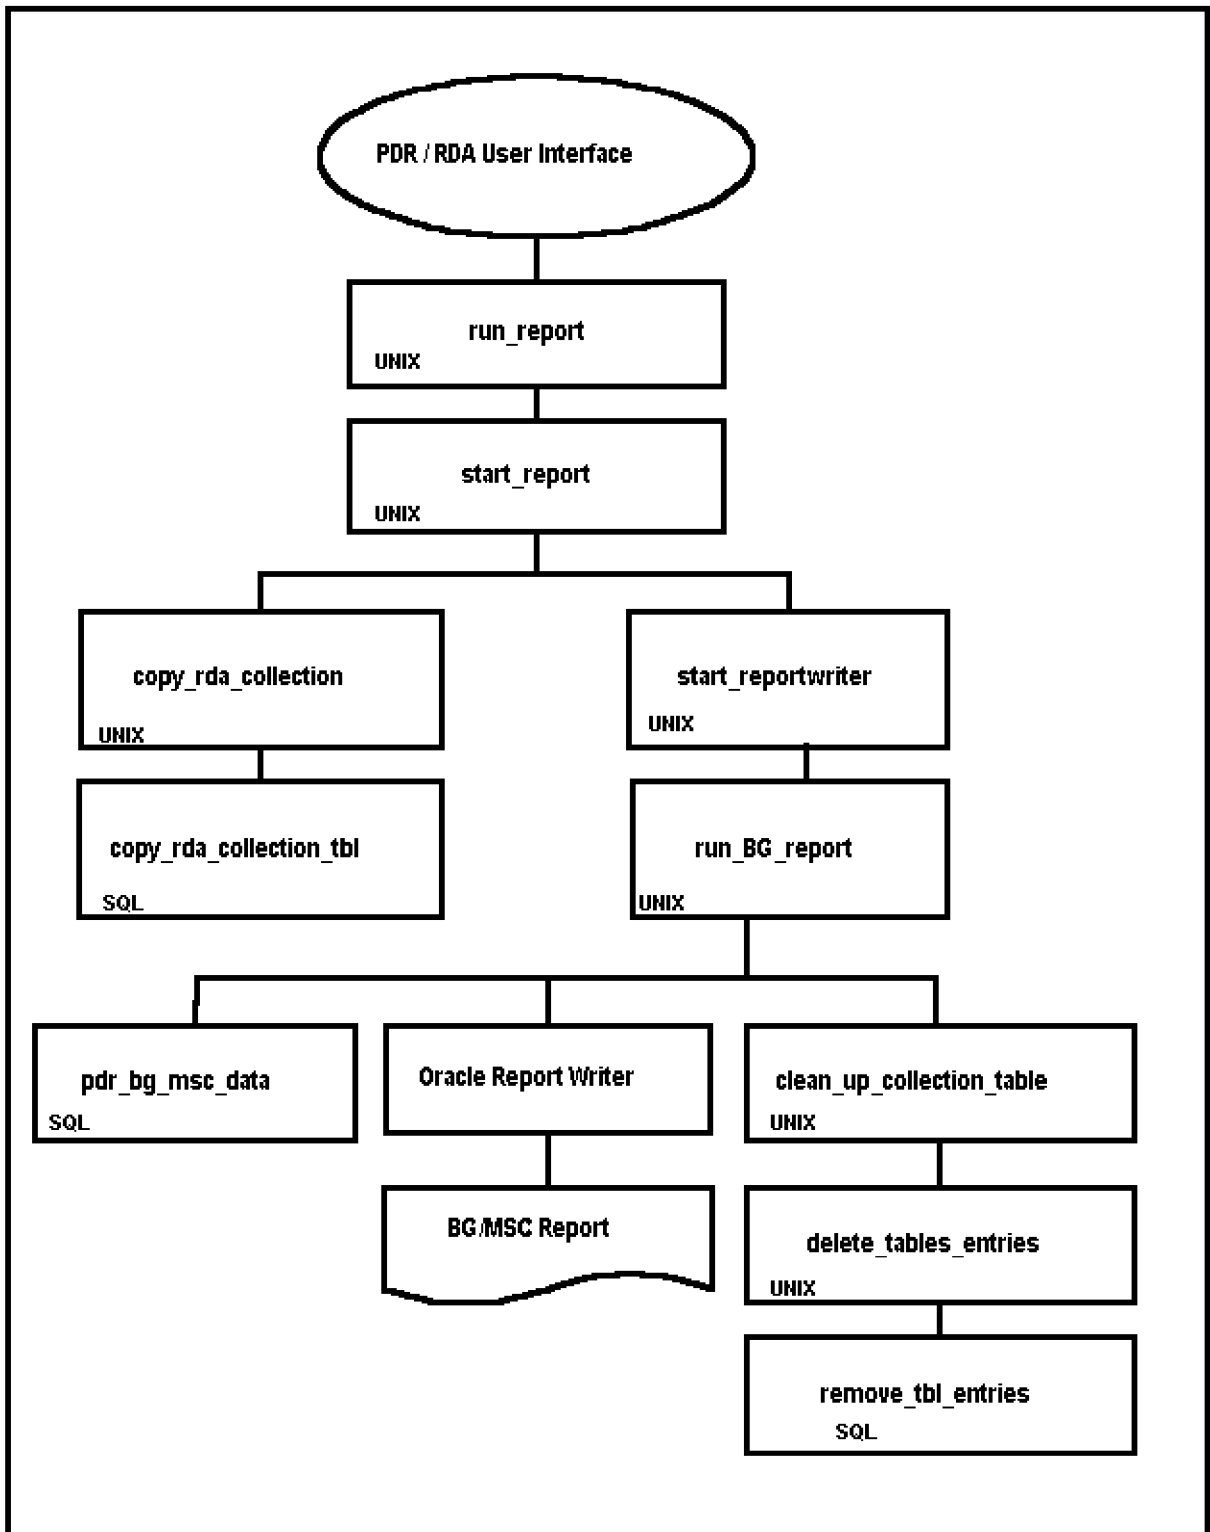 PDR / RDA User Interface
run_report
UNIX
start_report
UNIX
copy_rda_collection
UNIX
start_reportwriter
UNIX
copy_rda_collection_tbl
SQL
run_BG_report
UNIX
pdr_bg_msc_data
SQL
Oracle Report Writer
clean_up_collection_table
UNIX
BG/MSC Report
delete_tables_entries
UNIX
remove_tbl_entries
SQL